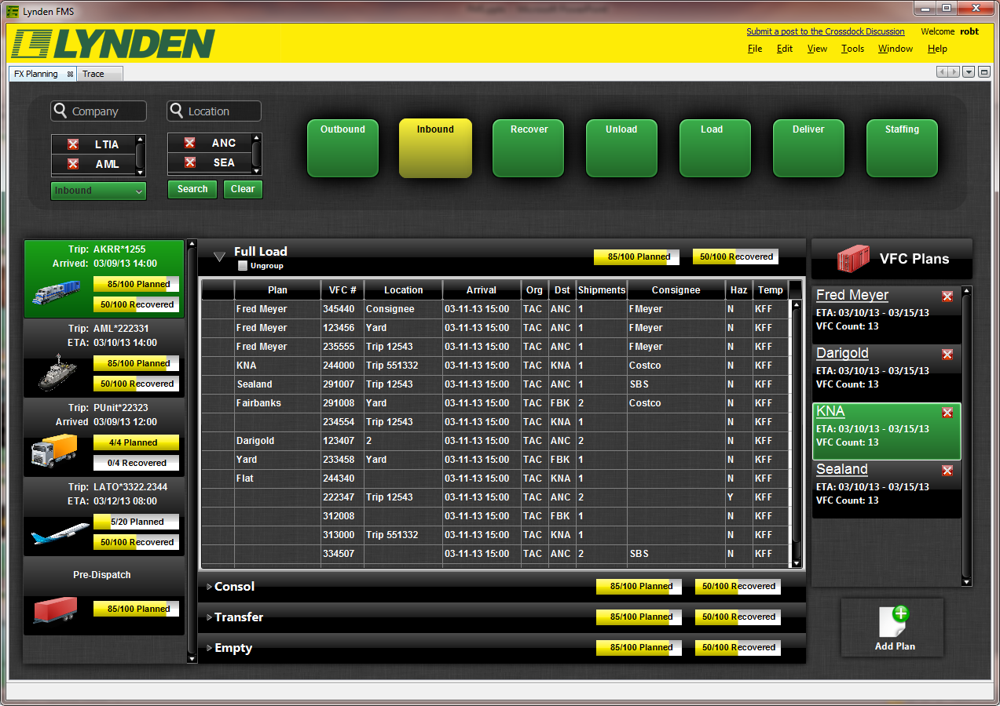 Lynden FMS
LYNDEN
Submit a post to the Crossdock Discussion Welcome robt
File Edit View Tools Window Help
FX Planning Trace
Company
Location
LTIA
AML
ANC
SEA
Inbound
Search Clear
Outbound Inbound Recover Unload Load Deliver Staffing
Trip: AKRR*1255
Arrived: 03/09/13 14:00
85/100 Planned
50/100 Recovered
Trip: AML*222331
ETA: 03/10/13 14:00
85/100 Planned
50/100 Recovered
Trip: PUnit*22323
Arrived 03/09/13 12:00
4/4 Planned
0/4 Recovered
Trip: LATO*3322.2344
ETA: 03/12/13 08:00
5/20 Planned
50/100 Recovered
Pre-Dispatch
85/100 Planned
Full Load 85/100 Planned 50/100 Recovered
Ungroup
Plan VFC # Location Arrival Org Dst Shipments Consignee Haz Temp
Fred Meyer 345440 Consignee 03-11-13 15:00 TAC ANC 1 FMeyer N KFF
Fred Meyer 123456 Yard 03-11-13 15:00 TAC ANC 1 FMeyer N KFF
Fred Meyer 235555 Trip 12543 03-11-13 15:00 TAC ANC 1 FMeyer N KFF
KNA 244000 Trip 551332 03-11-13 15:00 TAC KNA 1 Costco N KFF
Sealand 291007 Trip 12543 03-11-13 15:00 TAC ANC 1 SBS N KFF
Fairbanks 291008 Yard 03-11-13 15:00 TAC FBK 2 Costco N KFF
234554 Trip 12543 03-11-13 15:00 TAC KNA 1 N KFF
Darigold 123407 2 03-11-13 15:00 TAC ANC 2 N KFF
Yard 233458 Yard 03-11-13 15:00 TAC FBK 1 N KFF
Flat 244340 03-11-13 15:00 TAC KNA 1 N KFF
222347 Trip 12543 03-11-13 15:00 TAC ANC 2 Y KFF
312008 03-11-13 15:00 TAC FBK 1 N KFF
313000 Trip 551332 03-11-13 15:00 TAC KNA 1 N KFF
334507 03-11-13 15:00 TAC ANC 2 SBS N KFF
Consol 85/100 Planned 50/100 Recovered
Transfer 85/100 Planned 50/100 Recovered
Empty 85/100 Planned 50/100 Recovered
VFC Plans
Fred Meyer
ETA: 03/10/13 - 03/15/13
VFC Count: 13
Darigold
ETA: 03/10/13 - 03/15/13
VFC Count: 13
KNA
ETA: 03/10/13 - 03/15/13
VFC Count: 13
Sealand
ETA: 03/10/13 - 03/15/13
VFC Count: 13
Add Plan